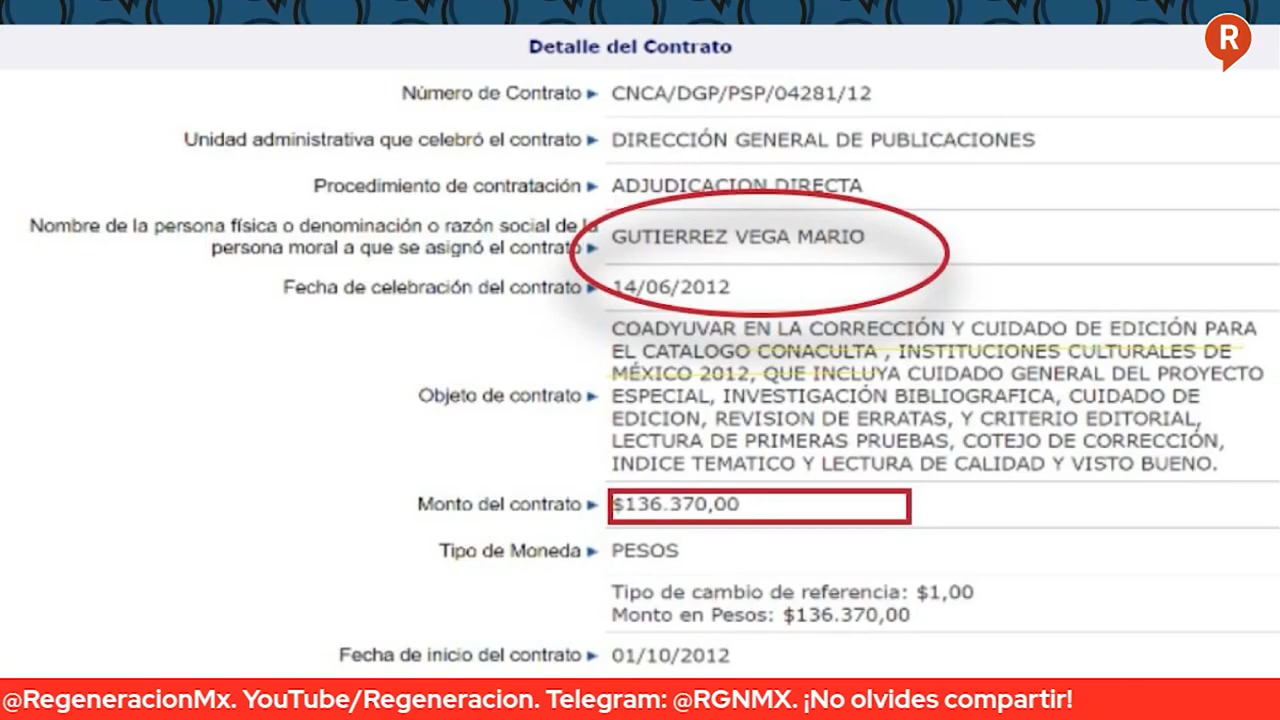 Detalle del Contrato
R
Número de Contrato ► CNCA/DGP/PSP/04281/12
Unidad administrativa que celebró el contrato ► DIRECCIÓN GENERAL DE PUBLICACIONES
Procedimiento de contratación ► ADJUDICACION DIRECTA
Nombre de la persona física o denominación o razón social de la
persona moral a que se asignó el contrato ► GUTIERREZ VEGA MARIO
Fecha de celebración del contrato ► 14/06/2012
Objeto de contrato ►
COADYUVAR EN LA CORRECCIÓN Y CUIDADO DE EDICIÓN PARA
EL CATALOGO CONACULTA , INSTITUCIONES CULTURALES DE
MÉXICO 2012, QUE INCLUYA CUIDADO GENERAL DEL PROYECTO
ESPECIAL, INVESTIGACIÓN BIBLIOGRAFICA, CUIDADO DE
EDICION, REVISION DE ERRATAS, Y CRITERIO EDITORIAL,
LECTURA DE PRIMERAS PRUEBAS, COTEJO DE CORRECCIÓN,
INDICE TEMATICO Y LECTURA DE CALIDAD Y VISTO BUENO.
Monto del contrato ► $136.370,00
Tipo de Moneda ► PESOS
Tipo de cambio de referencia: $1,00
Monto en Pesos: $136.370,00
Fecha de inicio del contrato ► 01/10/2012
@RegeneracionMx. YouTube/Regeneracion. Telegram: @RGNMX. ¡No olvides compartir!